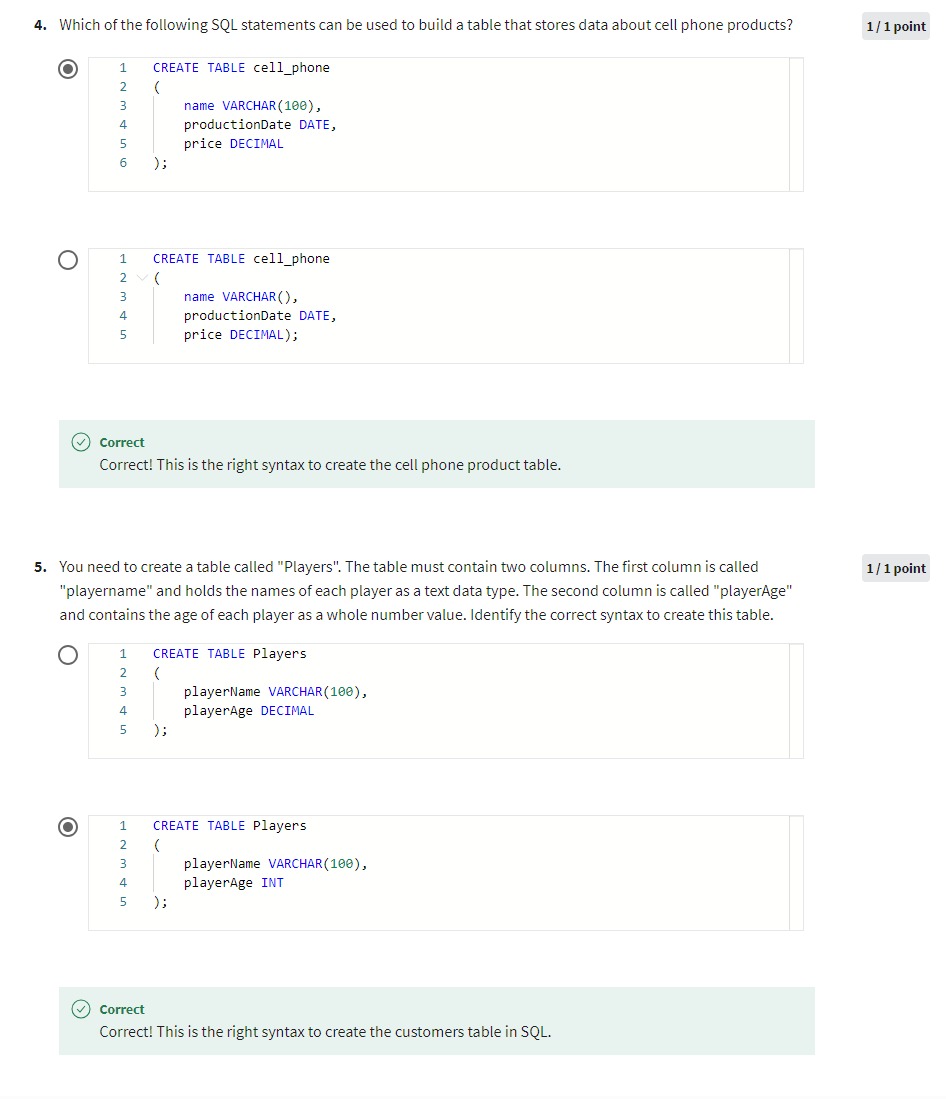 4. Which of the following SQL statements can be used to build a table that stores data about cell phone products?
1 / 1 point
1 CREATE TABLE cell_phone
2 (
3 name VARCHAR(100),
4 productionDate DATE,
5 price DECIMAL
6 );
1 CREATE TABLE cell_phone
2 (
3 name VARCHAR(),
4 productionDate DATE,
5 price DECIMAL);
Correct
Correct! This is the right syntax to create the cell phone product table.
5. You need to create a table called "Players". The table must contain two columns. The first column is called
1 / 1 point
"playername" and holds the names of each player as a text data type. The second column is called "playerAge"
and contains the age of each player as a whole number value. Identify the correct syntax to create this table.
1 CREATE TABLE Players
2 (
3 playerName VARCHAR(100),
4 playerAge DECIMAL
5 );
1 CREATE TABLE Players
2 (
3 playerName VARCHAR(100),
4 playerAge INT
5 );
Correct
Correct! This is the right syntax to create the customers table in SQL.